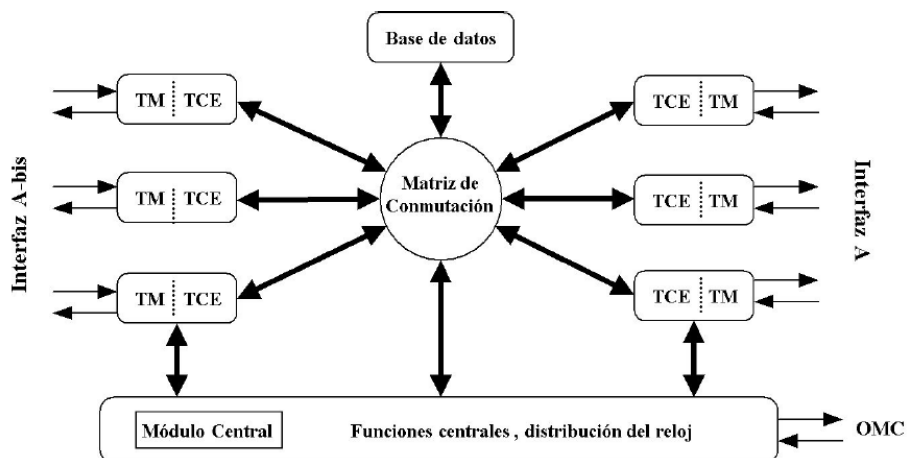 Base de datos
TM TCE
TCE TM
Interfaz A-bis
TM TCE
Matriz de
Conmutación
TCE TM
Interfaz A
TM TCE
TCE TM
Módulo Central
Funciones centrales , distribución del reloj
OMC